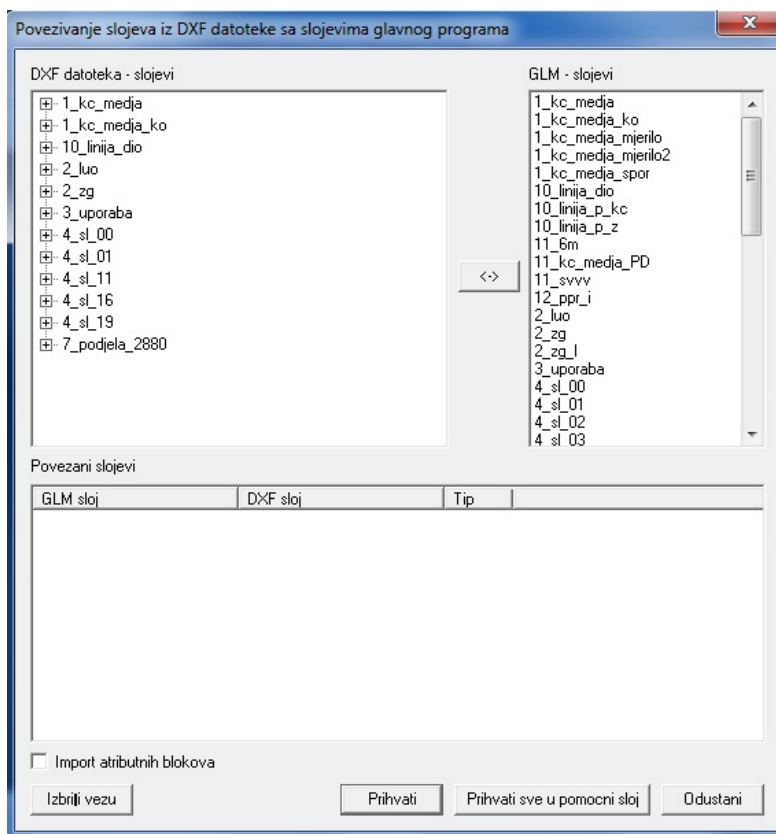 Povezivanje slojeva iz DXF datoteke sa slojevima glavnog programa
DXF datoteka - slojevi
1_kc_medja
1_kc_medja_ko
10_linija_dio
2_luo
2_zg
3_uporaba
4_sl_00
4_sl_01
4_sl_11
4_sl_16
4_sl_19
7_podjela_2880
<->
GLM - slojevi
1_kc_medja
1_kc_medja_ko
1_kc_medja_mjerilo
1_kc_medja_mjerilo2
1_kc_medja_spor
10_linija_dio
10_linija_p_kc
10_linija_p_z
11_6m
11_kc_medja_PD
11_svvv
12_ppr_i
2_luo
2_zg
2_zg_l
3_uporaba
4_sl_00
4_sl_01
4_sl_02
4_sl_03
Povezani slojevi
GLM sloj DXF sloj Tip
Import atributnih blokova
Izbriši vezu Prihvati Prihvati sve u pomocni sloj Odustani